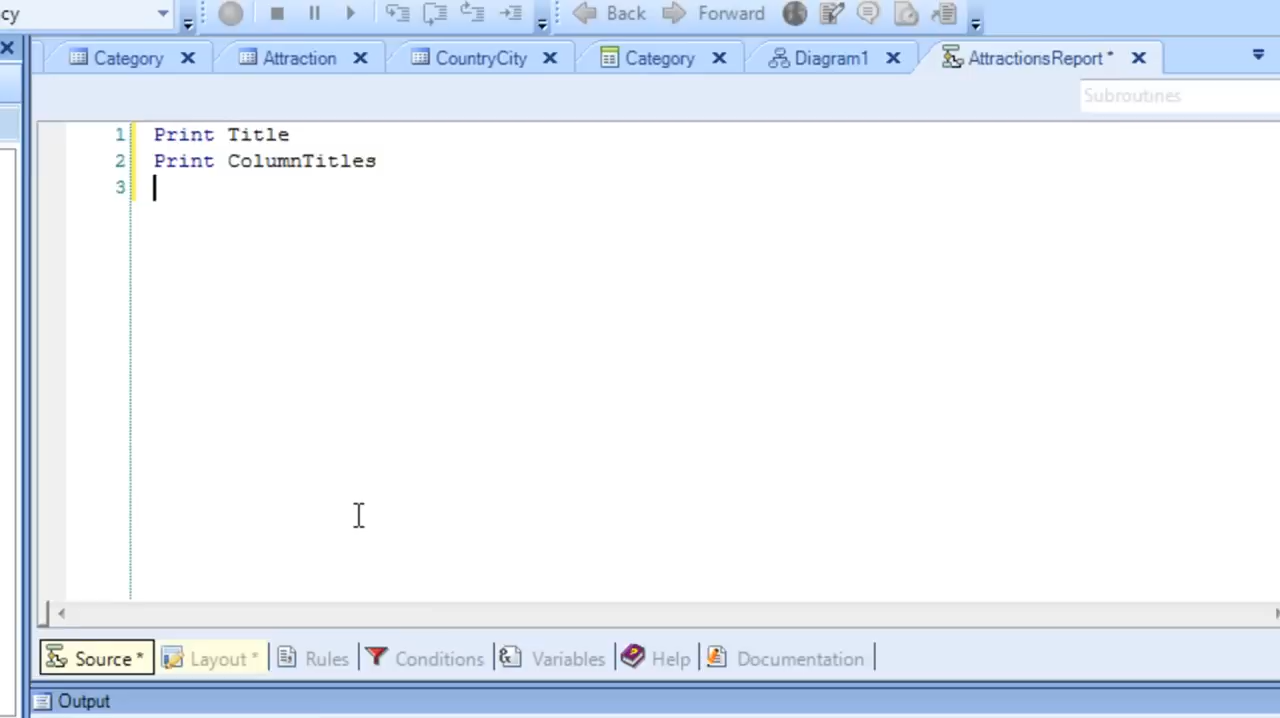 cy Back Forward
Category Attraction CountryCity Category Diagram1 AttractionsReport *
Subroutines
1 Print Title
2 Print ColumnTitles
3
Source * Layout * Rules Conditions Variables Help Documentation
Output